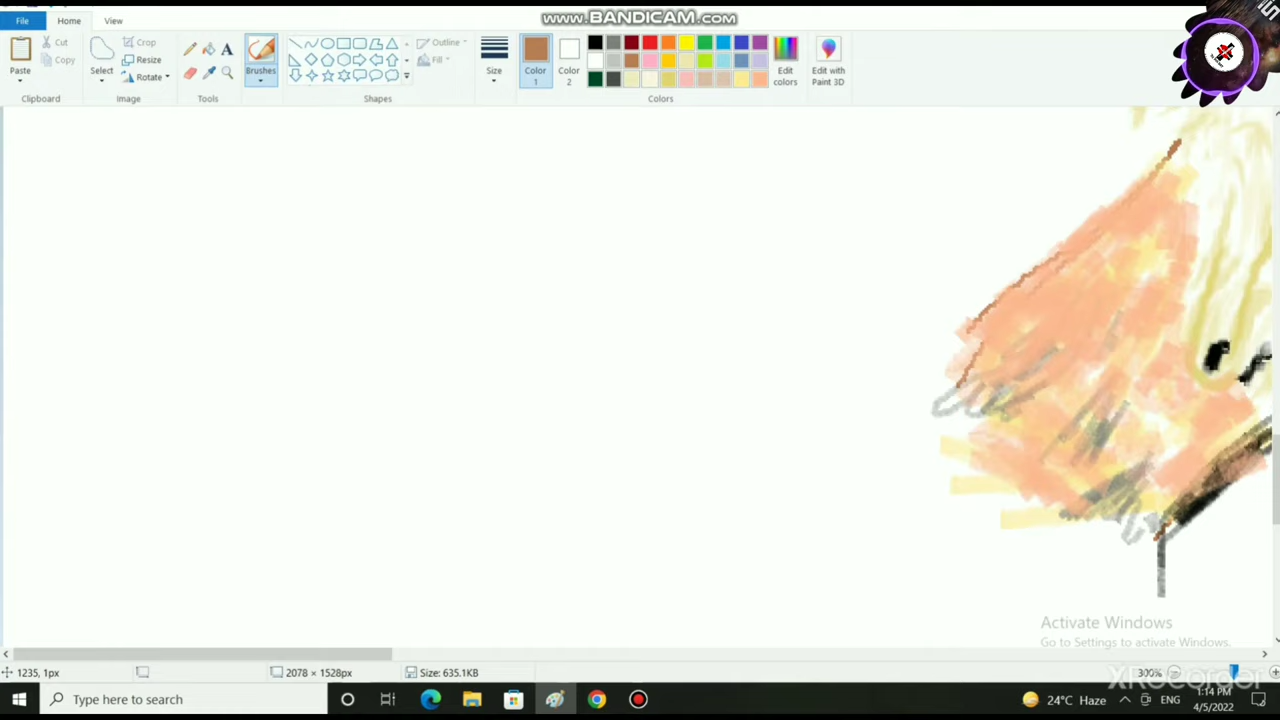 www.BANDICAM.com
File Home View
Paste
Cut
Copy
Clipboard
Select
Crop
Resize
Rotate
Image
A
Tools
Brushes
Outline
Fill
Shapes
Size
Color 1
Color 2
Colors
Edit colors
Edit with Paint 3D
Activate Windows
Go to Settings to activate Windows.
1235, 1px
2078 × 1528px
Size: 635.1KB
300%
XRecorder
Type here to search
24°C Haze
ENG
1:14 PM
4/5/2022